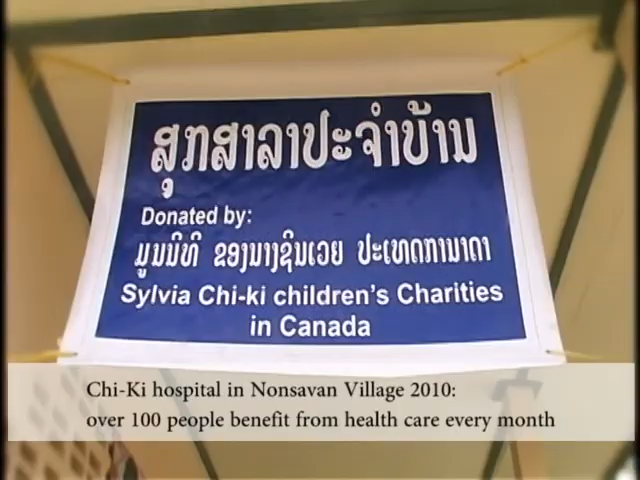 ສຸກສາລາປະຈຳບ້ານ
Donated by:
ມູນນິທິ ຂອງນາງຊິນເວຍ ປະເທດການາດາ
Sylvia Chi-ki children's Charities
in Canada
Chi-Ki hospital in Nonsavan Village 2010:
over 100 people benefit from health care every month